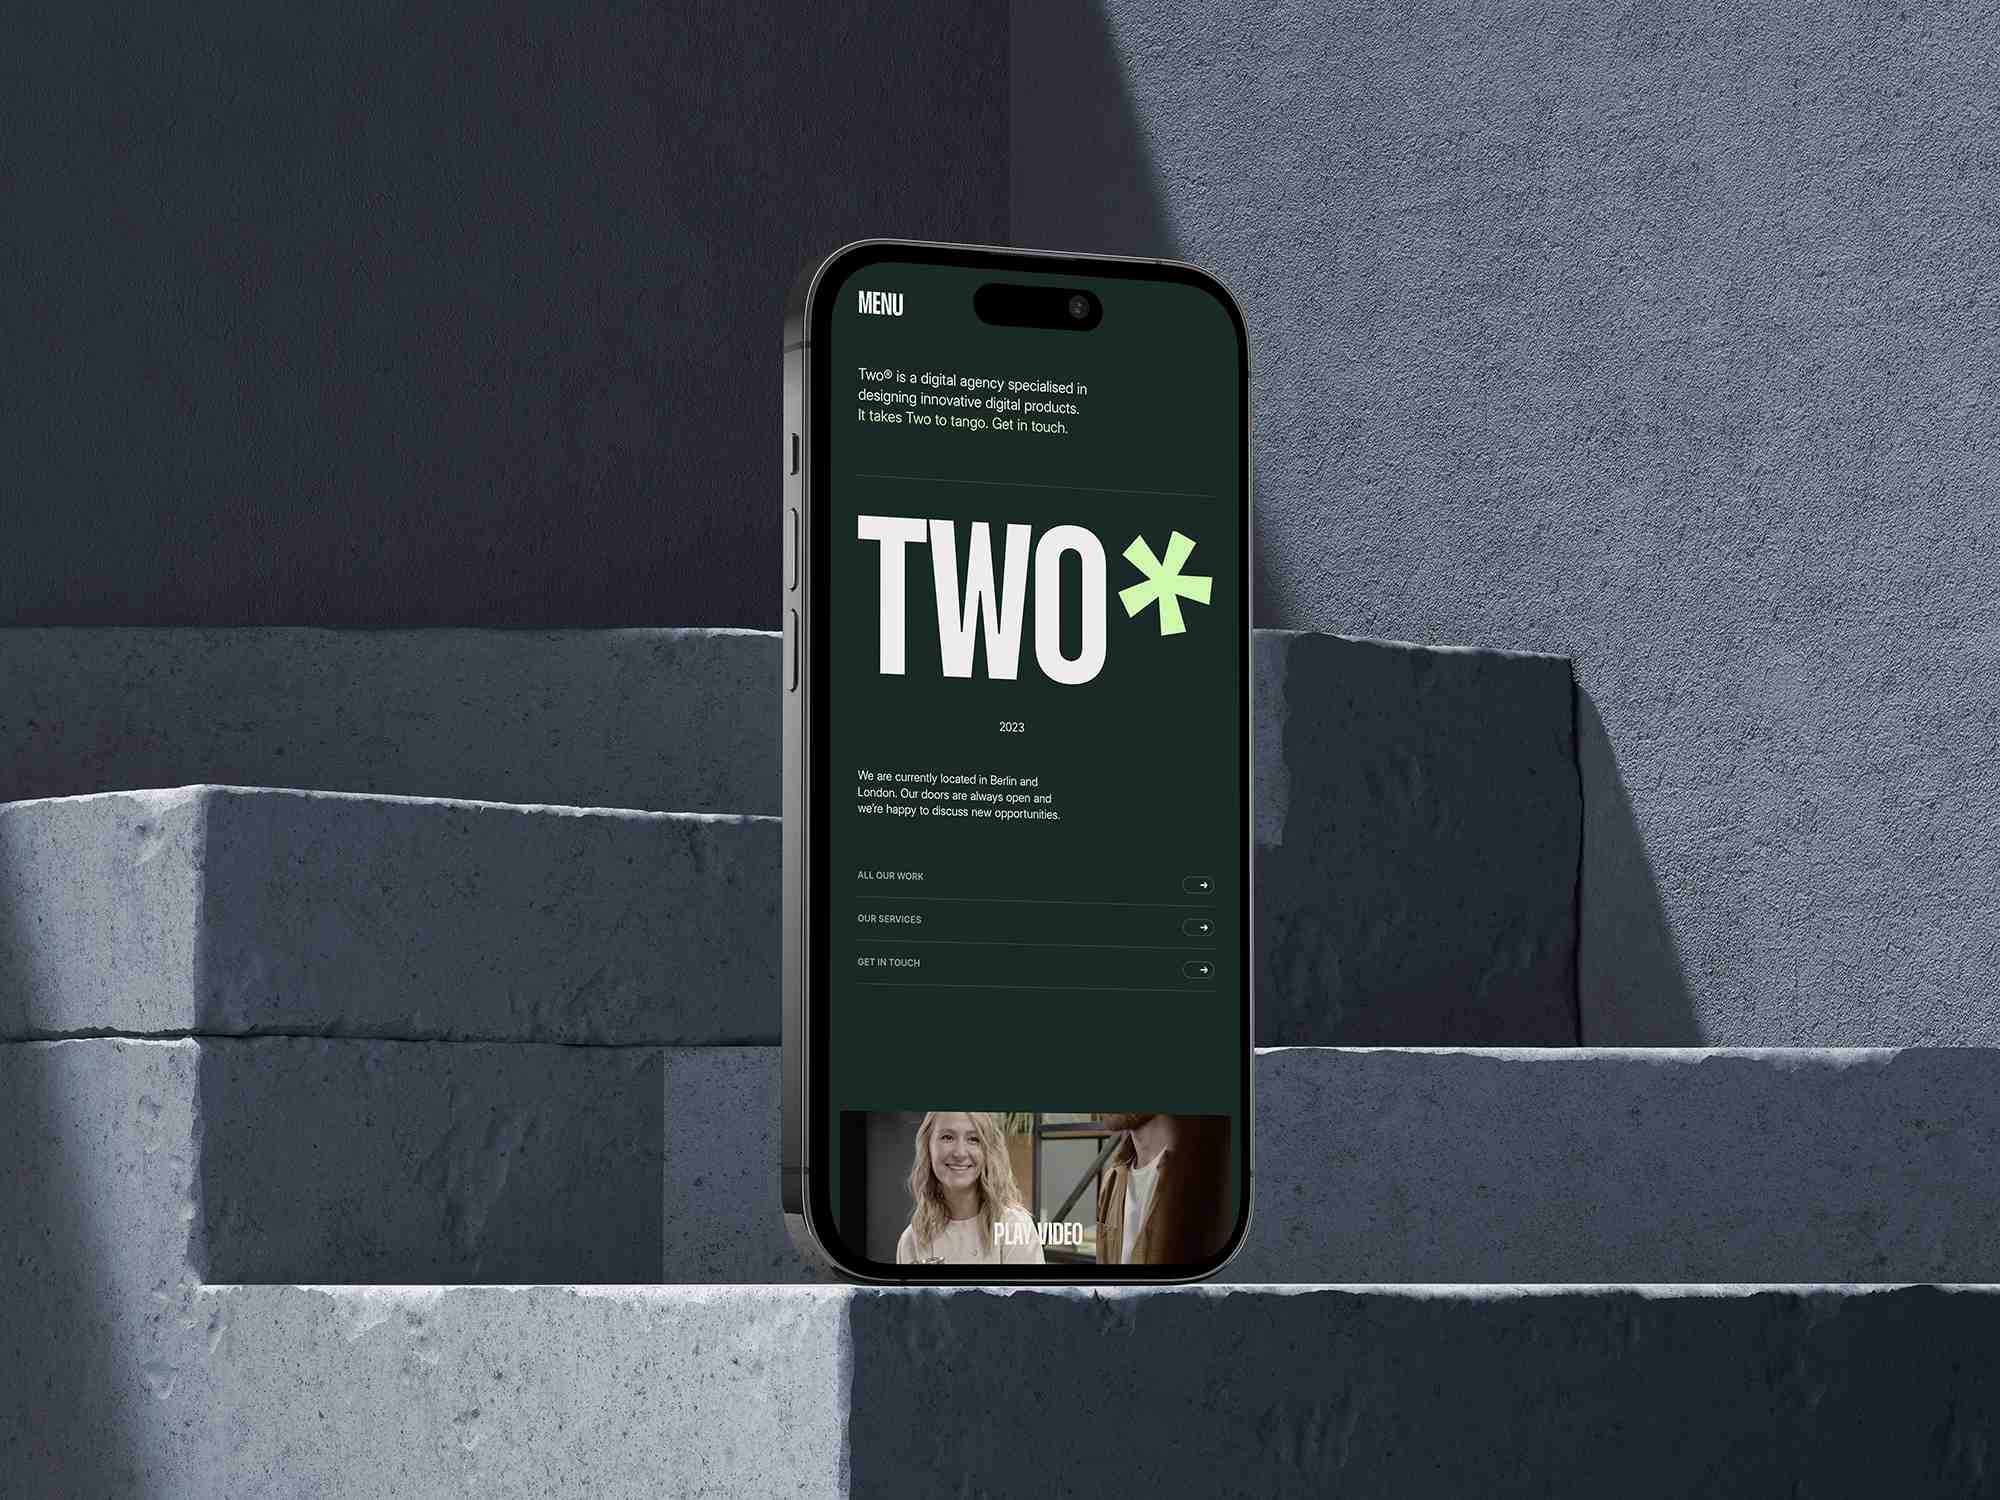 MENU
Two® is a digital agency specialised in
designing innovative digital products.
It takes Two to tango. Get in touch.
TWO*
2023
We are currently located in Berlin and
London. Our doors are always open and
we're happy to discuss new opportunities.
ALL OUR WORK
OUR SERVICES
GET IN TOUCH
PLAY VIDEO